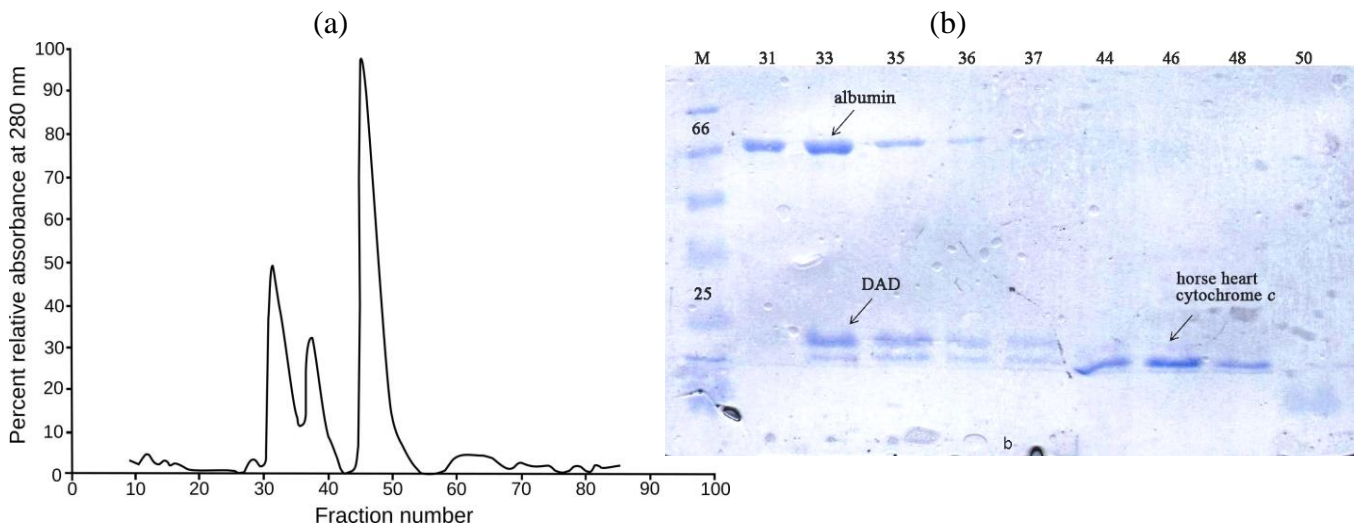 (a)
Percent relative absorbance at 280 nm
100
90
80
70
60
50
40
30
20
10
0
0 10 20 30 40 50 60 70 80 90 100
Fraction number
(b)
M 31 33 35 36 37 44 46 48 50
albumin
66
DAD
25
horse heart
cytochrome c
b